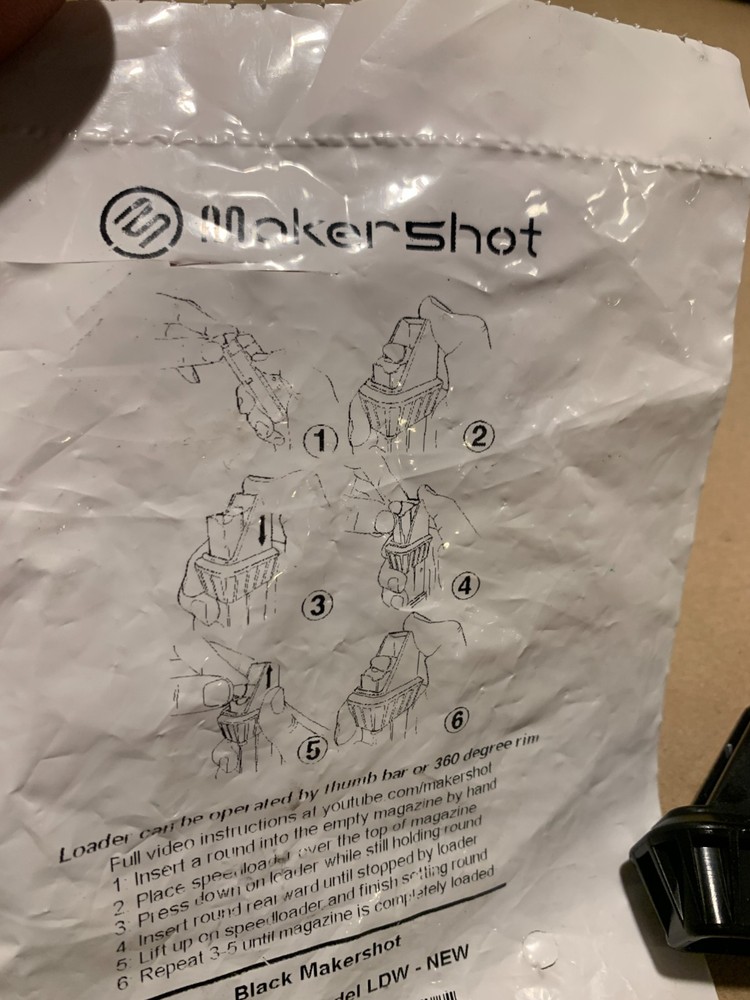 Makershot
1
2
3
4
5
6
Loader can be operated by thumb bar or 360 degree rim
Full video instructions at youtube.com/makershot
1: Insert a round into the empty magazine by hand
2: Place speedloader over the top of magazine
3: Press down on loader while still holding round
4: Insert round rearward until stopped by loader
5: Lift up on speedloader and finish setting round
6: Repeat 3-5 until magazine is completely loaded
Black Makershot
LDW - NEW